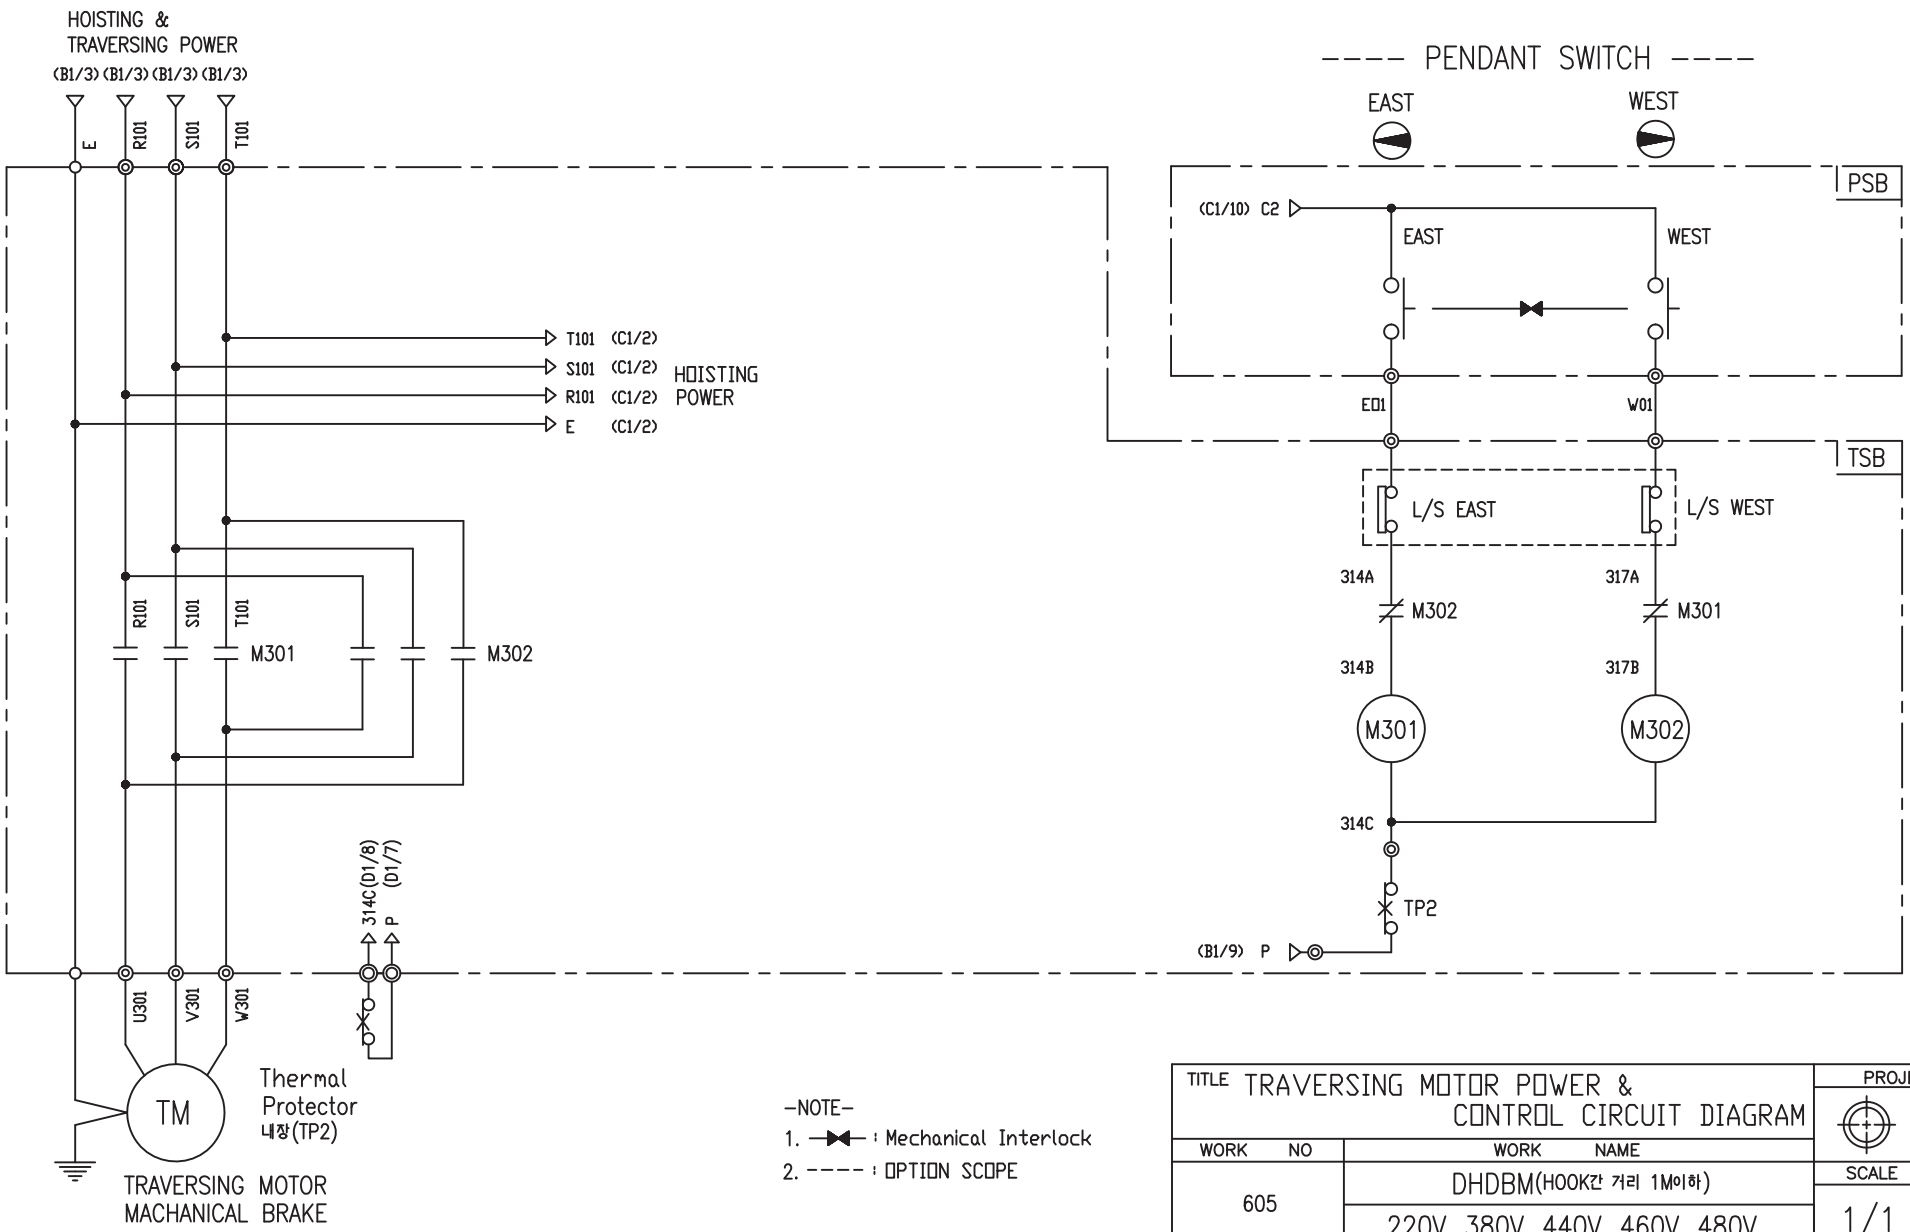 HOISTING &
TRAVERSING POWER
(B1/3) (B1/3) (B1/3) (B1/3)
E R101 S101 T101
T101 (C1/2)
S101 (C1/2)
R101 (C1/2)
E (C1/2)
HOISTING
POWER
R101 S101 T101
M301
M302
314C(D1/8)
P (D1/7)
U301 V301 W301
TM
Thermal
Protector
내장(TP2)
TRAVERSING MOTOR
MACHANICAL BRAKE
---- PENDANT SWITCH ----
EAST WEST
PSB
(C1/10) C2
EAST WEST
E01 W01
TSB
L/S EAST L/S WEST
314A 317A
M302 M301
314B 317B
M301 M302
314C
TP2
(B1/9) P
-NOTE-
1. : Mechanical Interlock
2. ---- : OPTION SCOPE
TITLE TRAVERSING MOTOR POWER &
CONTROL CIRCUIT DIAGRAM
PROJE
WORK NO WORK NAME
SCALE
605
DHDBM(HOOK간 거리 1M이하)
220V, 380V, 440V, 460V, 480V
1/1